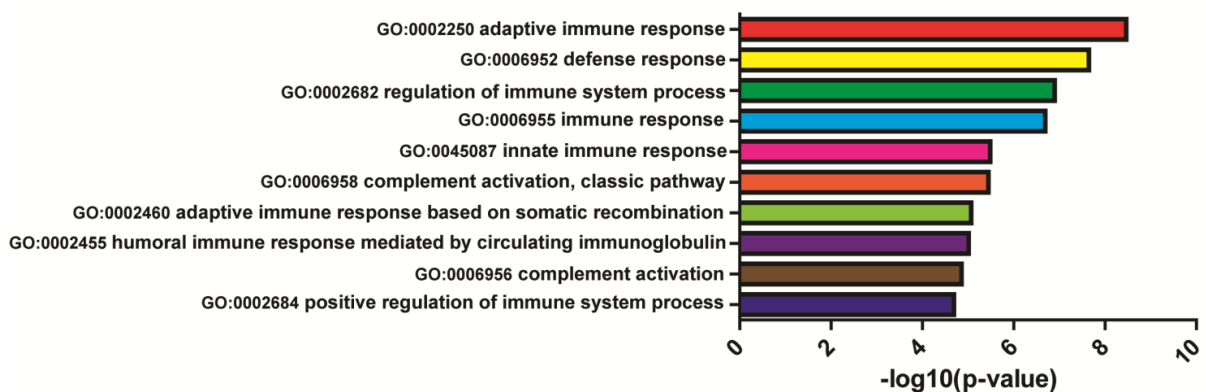 GO:0002250 adaptive immune response
GO:0006952 defense response
GO:0002682 regulation of immune system process
GO:0006955 immune response
GO:0045087 innate immune response
GO:0006958 complement activation, classic pathway
GO:0002460 adaptive immune response based on somatic recombination
GO:0002455 humoral immune response mediated by circulating immunoglobulin
GO:0006956 complement activation
GO:0002684 positive regulation of immune system process
0 2 4 6 8 10
-log10(p-value)